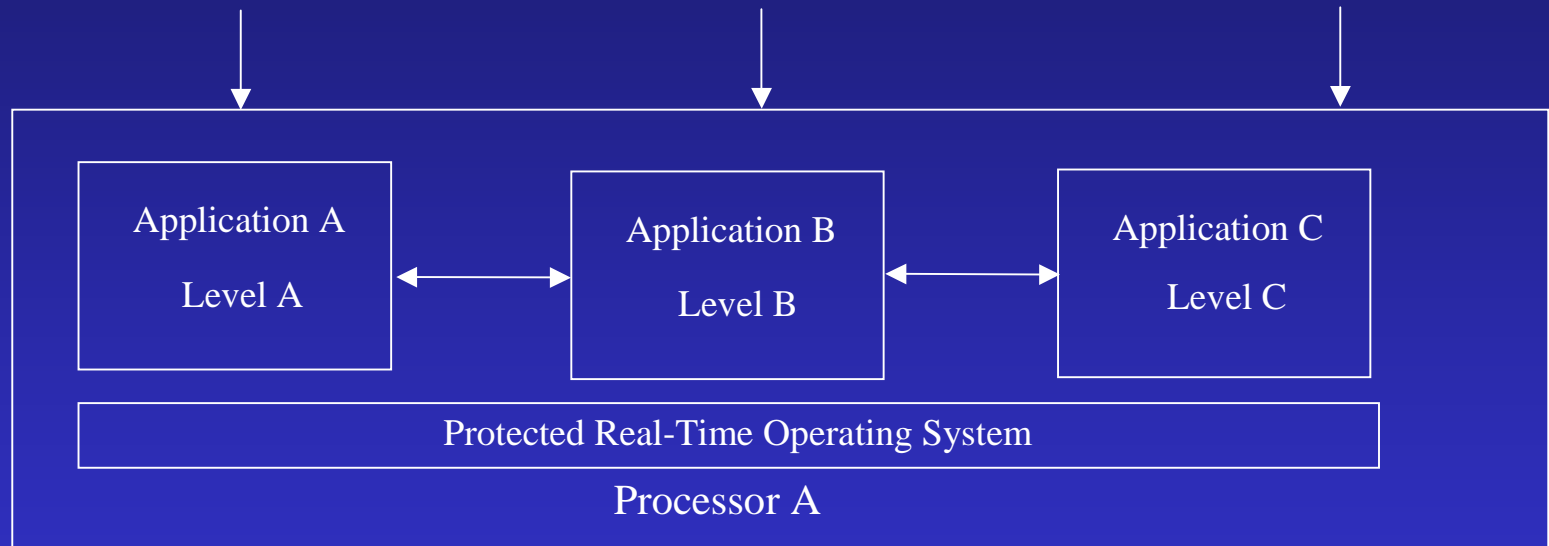 Application A
Level A
Application B
Level B
Application C
Level C
Protected Real-Time Operating System
Processor A